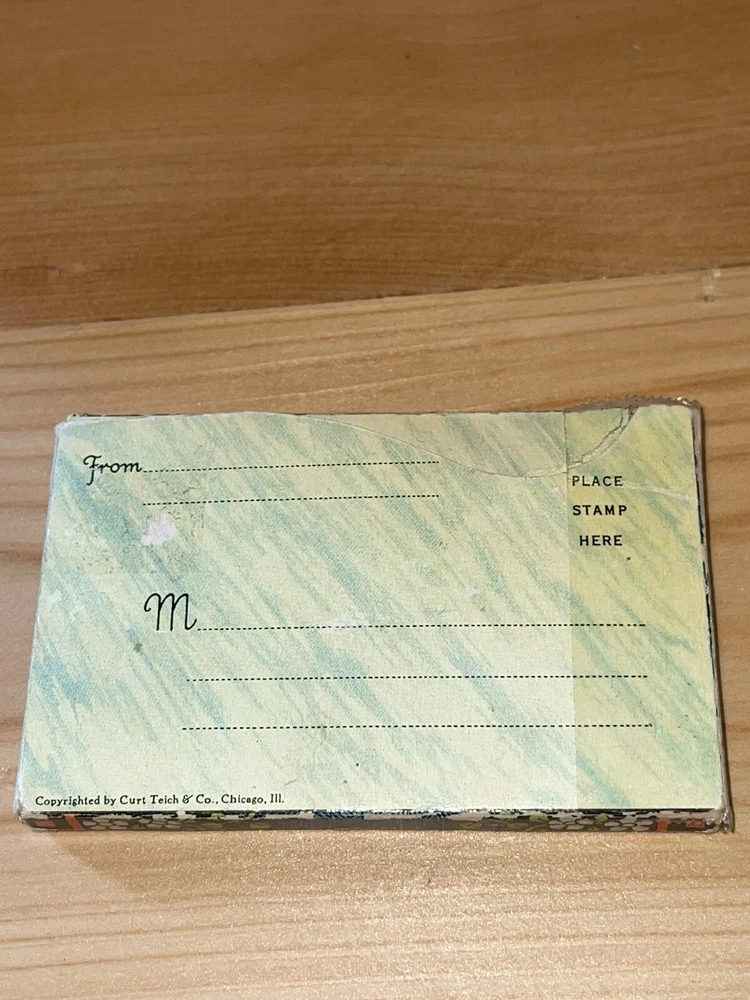 From
PLACE
STAMP
HERE
M
Copyrighted by Curt Teich & Co., Chicago, Ill.